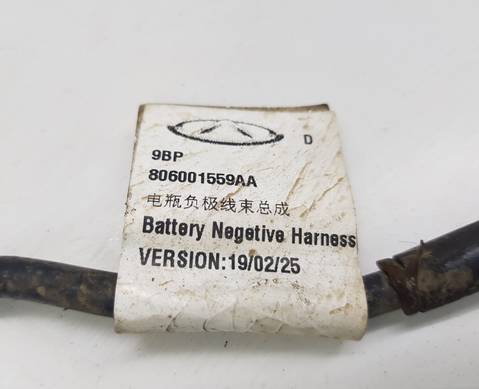 D
9BP
806001559AA
电瓶负极线束总成
Battery Negetive Harness
VERSION:19/02/25